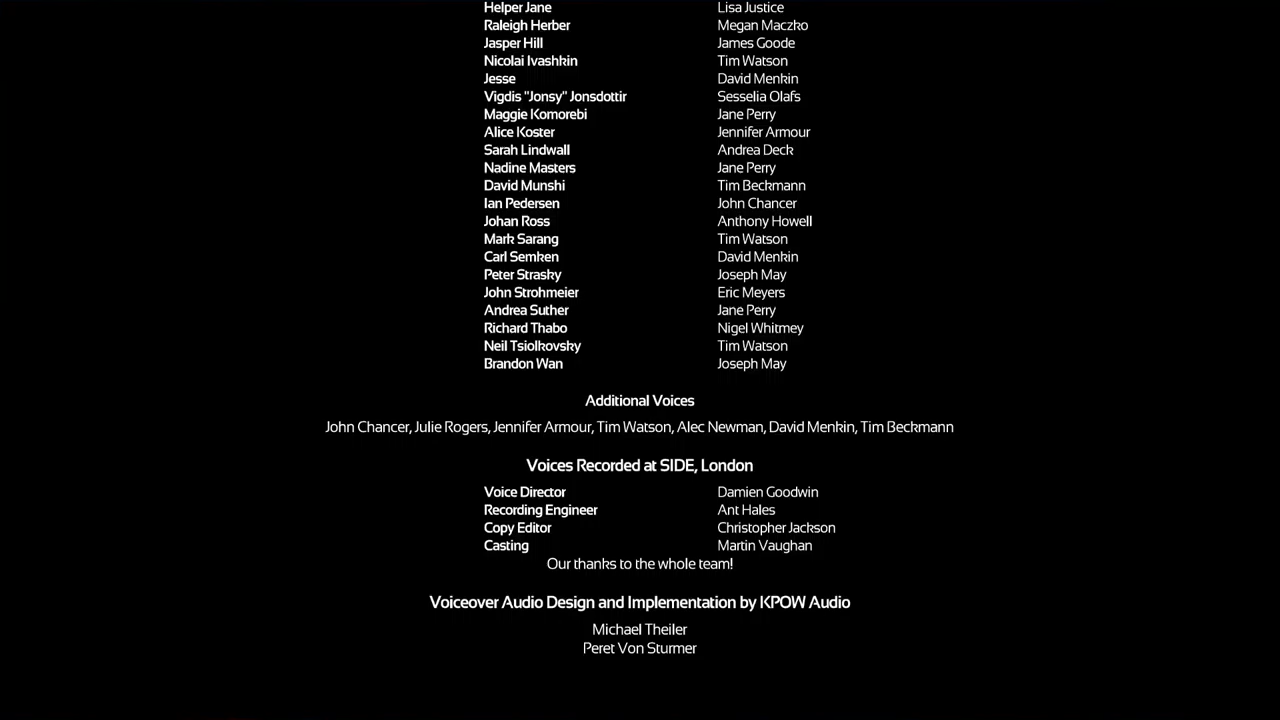 Helper Jane Lisa Justice
Raleigh Herber Megan Maczko
Jasper Hill James Goode
Nicolai Ivashkin Tim Watson
Jesse David Menkin
Vigdis "Jonsy" Jonsdottir Sesselia Olafs
Maggie Komorebi Jane Perry
Alice Koster Jennifer Armour
Sarah Lindwall Andrea Deck
Nadine Masters Jane Perry
David Munshi Tim Beckmann
Ian Pedersen John Chancer
Johan Ross Anthony Howell
Mark Sarang Tim Watson
Carl Semken David Menkin
Peter Strasky Joseph May
John Strohmeier Eric Meyers
Andrea Suther Jane Perry
Richard Thabo Nigel Whitmey
Neil Tsiolkovsky Tim Watson
Brandon Wan Joseph May
Additional Voices
John Chancer, Julie Rogers, Jennifer Armour, Tim Watson, Alec Newman, David Menkin, Tim Beckmann
Voices Recorded at SIDE, London
Voice Director Damien Goodwin
Recording Engineer Ant Hales
Copy Editor Christopher Jackson
Casting Martin Vaughan
Our thanks to the whole team!
Voiceover Audio Design and Implementation by KPOW Audio
Michael Theiler
Peret Von Sturmer